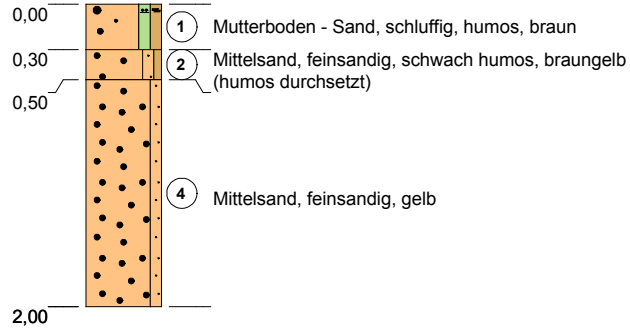 0,00
1 Mutterboden - Sand, schluffig, humos, braun
0,30
2 Mittelsand, feinsandig, schwach humos, braungelb
(humos durchsetzt)
0,50
4 Mittelsand, feinsandig, gelb
2,00